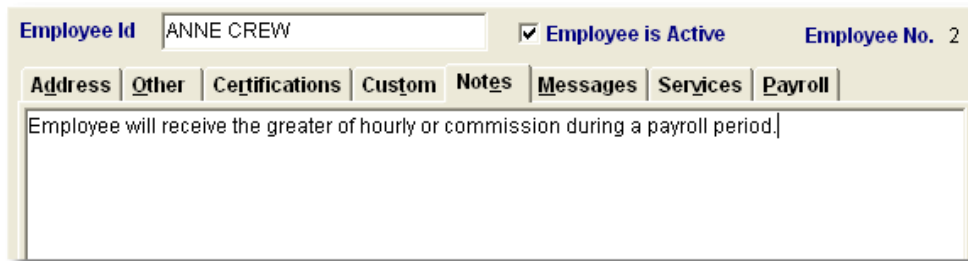 Employee Id ANNE CREW Employee is Active Employee No. 2
Address Other Certifications Custom Notes Messages Services Payroll
Employee will receive the greater of hourly or commission during a payroll period.